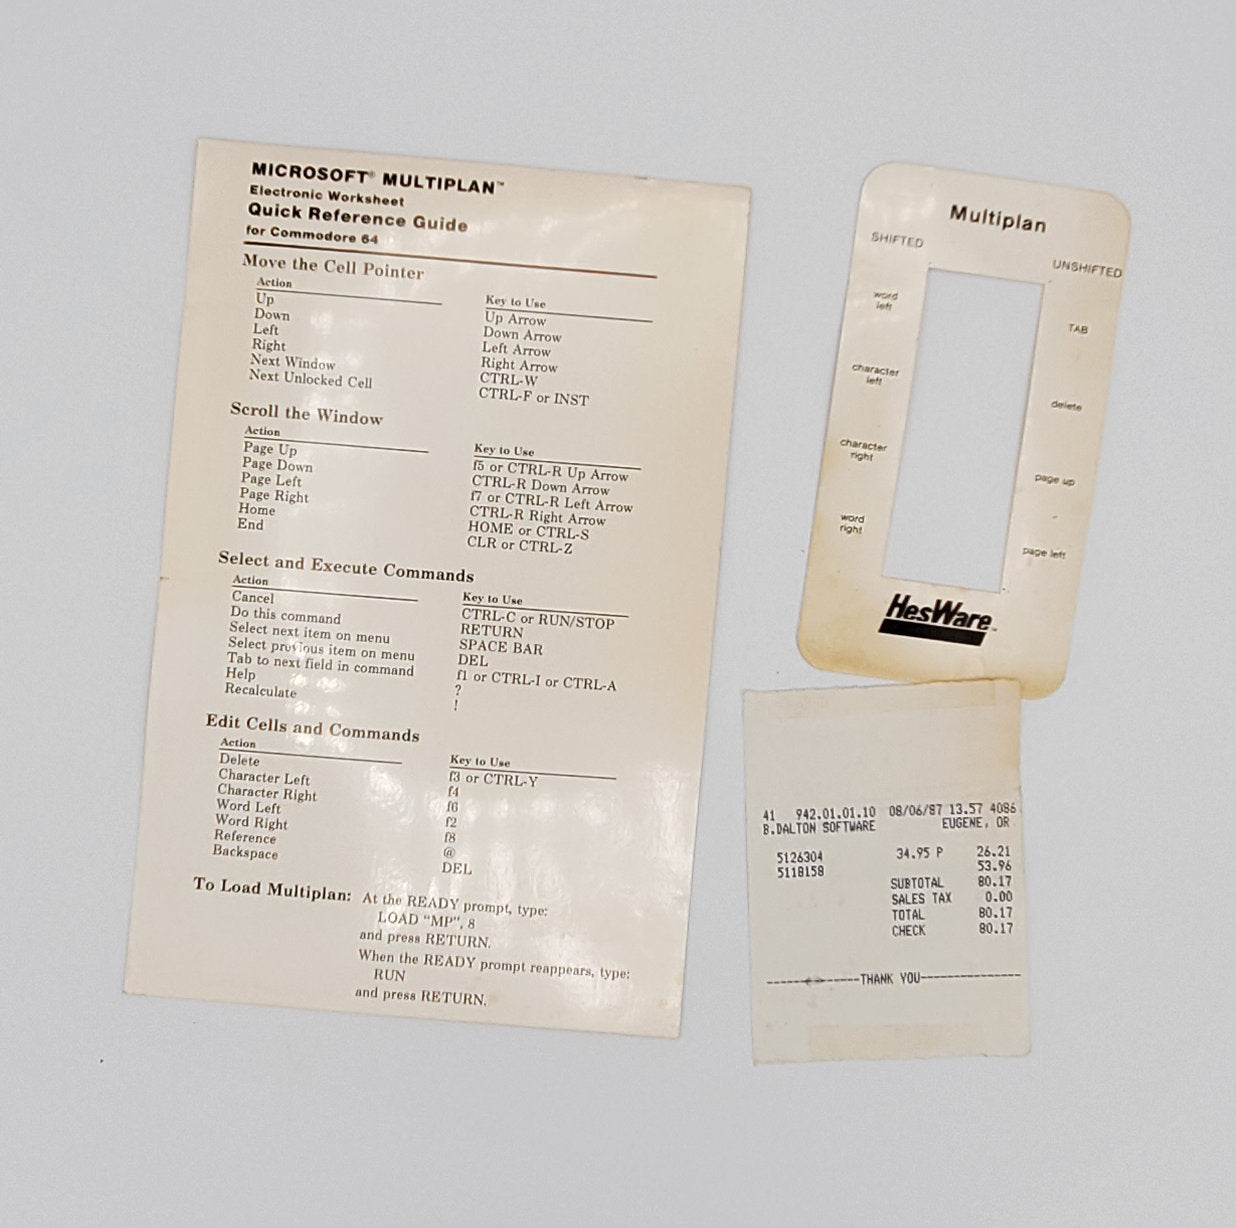 MICROSOFT® MULTIPLAN™
Electronic Worksheet
Quick Reference Guide
for Commodore 64
Move the Cell Pointer
Action Key to Use
Up Up Arrow
Down Down Arrow
Left Left Arrow
Right Right Arrow
Next Window CTRL-W
Next Unlocked Cell CTRL-F or INST
Scroll the Window
Action Key to Use
Page Up f5 or CTRL-R Up Arrow
Page Down CTRL-R Down Arrow
Page Left f7 or CTRL-R Left Arrow
Page Right CTRL-R Right Arrow
Home HOME or CTRL-S
End CLR or CTRL-Z
Select and Execute Commands
Action Key to Use
Cancel CTRL-C or RUN/STOP
Do this command RETURN
Select next item on menu SPACE BAR
Select previous item on menu DEL
Tab to next field in command f1 or CTRL-I or CTRL-A
Help ?
Recalculate !
Edit Cells and Commands
Action Key to Use
Delete f3 or CTRL-Y
Character Left f4
Character Right f6
Word Left f2
Word Right f8
Reference @
Backspace DEL
To Load Multiplan: At the READY prompt, type:
LOAD "MP", 8
and press RETURN.
When the READY prompt reappears, type:
RUN
and press RETURN.
Multiplan
SHIFTED UNSHIFTED
word
left
TAB
character
left
delete
character
right
page up
word
right
page left
HesWare™
41 942.01.01.10 08/06/87 13.57 4086
B.DALTON SOFTWARE EUGENE, OR
5126304 34.95 P 26.21
5118158 53.96
SUBTOTAL 80.17
SALES TAX 0.00
TOTAL 80.17
CHECK 80.17
---------------THANK YOU---------------